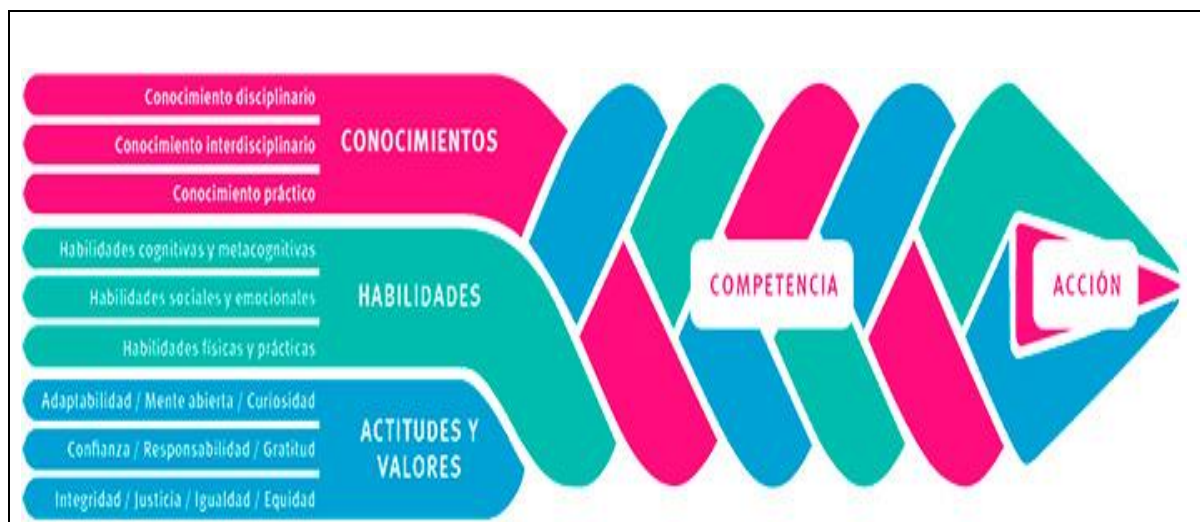 Conocimiento disciplinario
Conocimiento interdisciplinario
Conocimiento práctico
CONOCIMIENTOS
Habilidades cognitivas y metacognitivas
Habilidades sociales y emocionales
Habilidades físicas y prácticas
HABILIDADES
Adaptabilidad / Mente abierta / Curiosidad
Confianza / Responsabilidad / Gratitud
Integridad / Justicia / Igualdad / Equidad
ACTITUDES Y
VALORES
COMPETENCIA
ACCIÓN